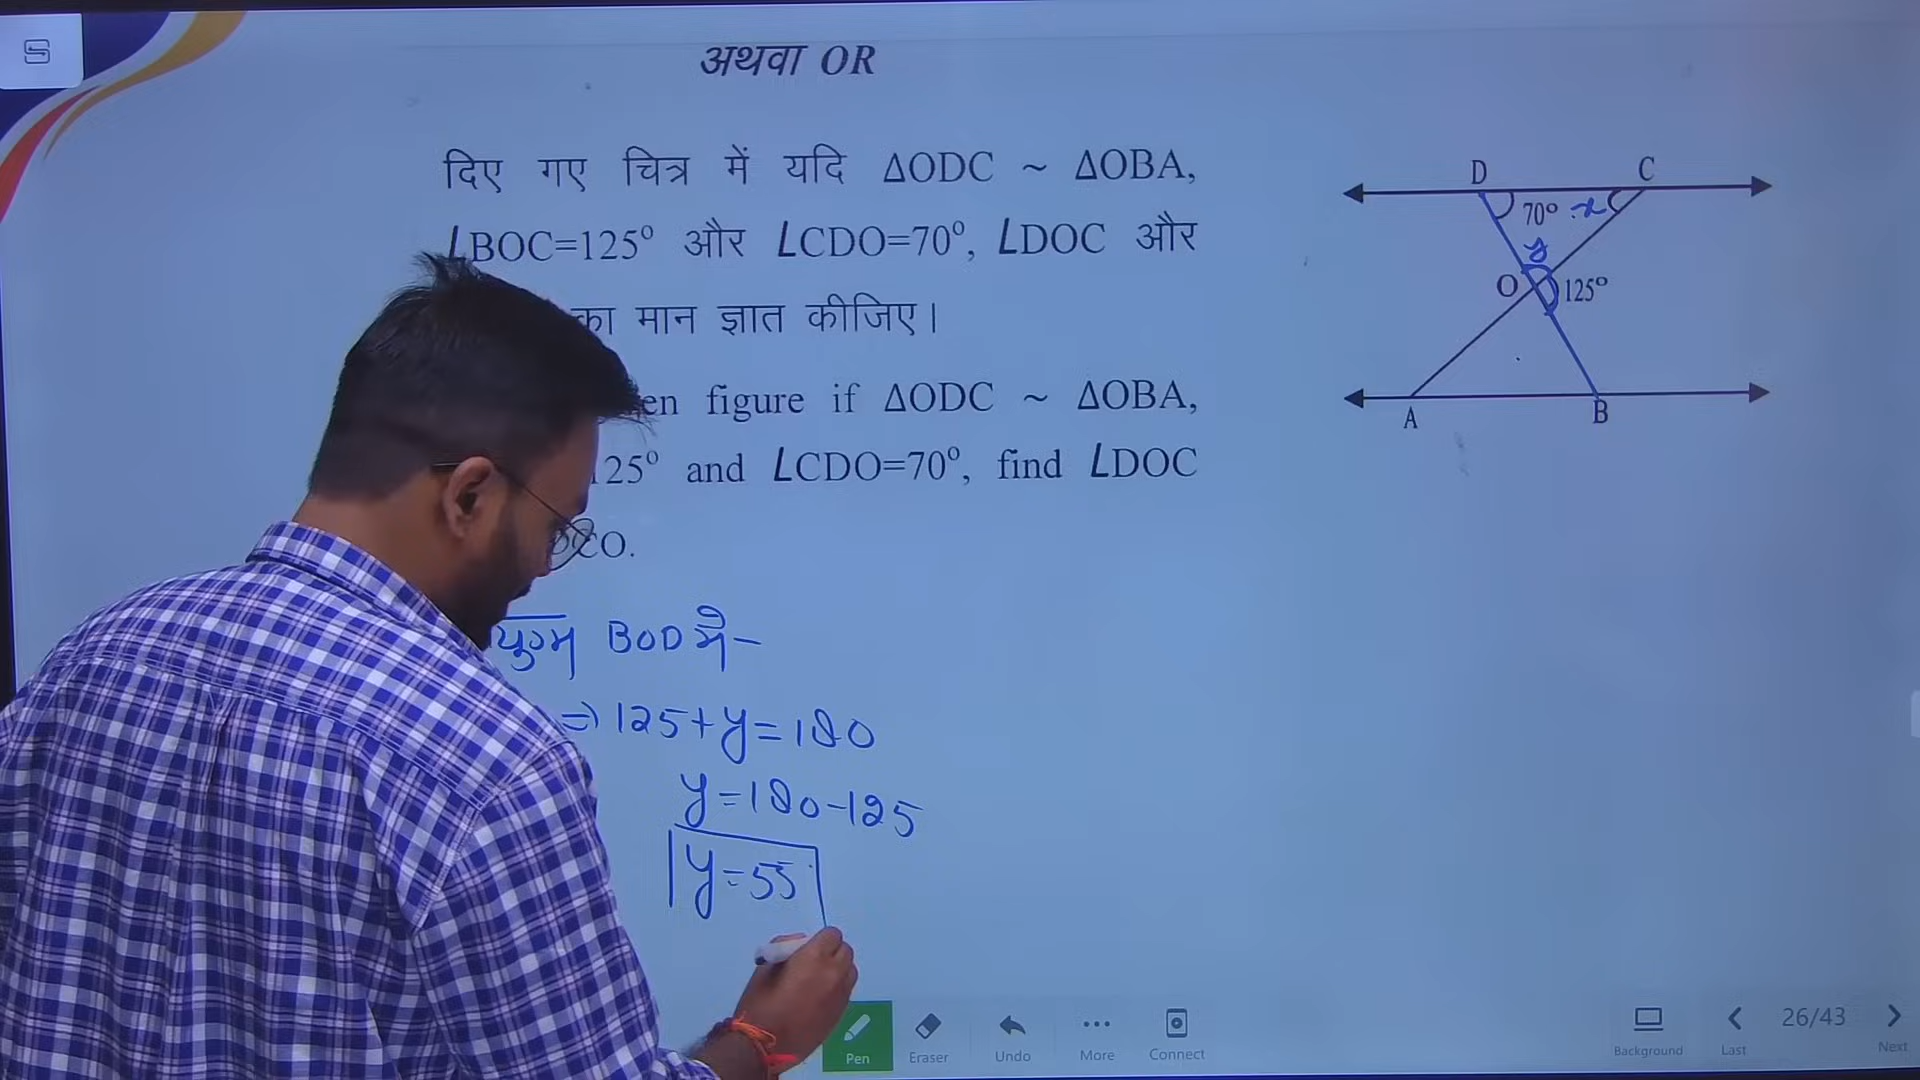 अथवा OR
दिए गए चित्र में यदि ΔODC ~ ΔOBA,
∠BOC=125° और ∠CDO=70°, ∠DOC और
का मान ज्ञात कीजिए।
en figure if ΔODC ~ ΔOBA,
125° and ∠CDO=70°, find ∠DOC
CO.
D C
70° x
y
O 125°
A B
युग्म BOD में-
=> 125+y=180
y=180-125
y=55
Pen Eraser Undo More Connect
Background Last 26/43 Next